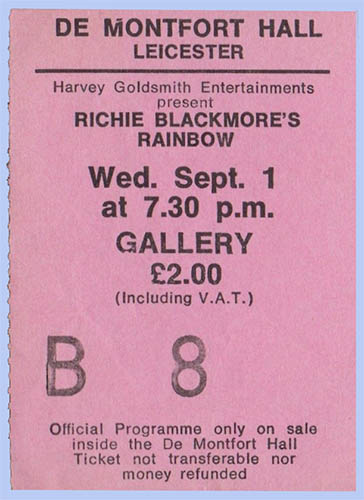 DE MONTFORT HALL
LEICESTER
Harvey Goldsmith Entertainments
present
RICHIE BLACKMORE'S
RAINBOW
Wed. Sept. 1
at 7.30 p.m.
GALLERY
£2.00
(Including V.A.T.)
B 8
Official Programme only on sale
inside the De Montfort Hall
Ticket not transferable nor
money refunded